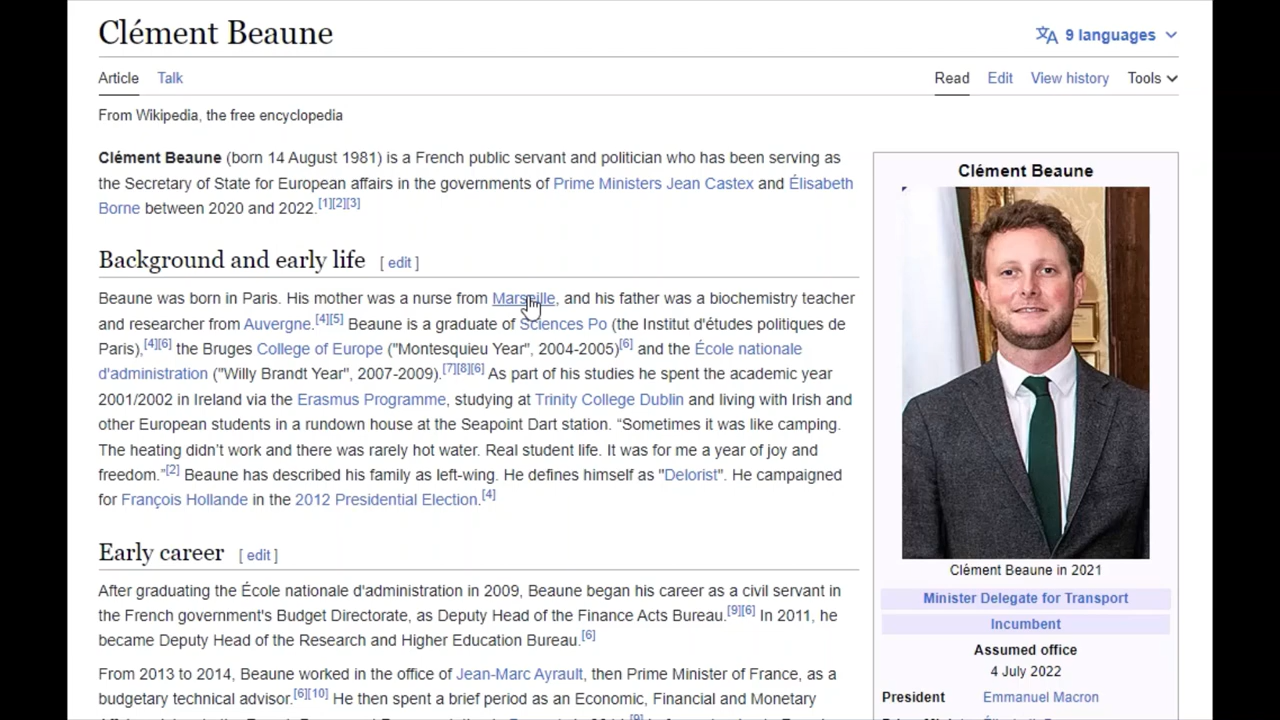 Clément Beaune
9 languages
Article Talk
Read Edit View history Tools
From Wikipedia, the free encyclopedia
Clément Beaune (born 14 August 1981) is a French public servant and politician who has been serving as
the Secretary of State for European affairs in the governments of Prime Ministers Jean Castex and Élisabeth
Borne between 2020 and 2022.[1][2][3]
Background and early life [ edit ]
Beaune was born in Paris. His mother was a nurse from Marseille, and his father was a biochemistry teacher
and researcher from Auvergne.[4][5] Beaune is a graduate of Sciences Po (the Institut d'études politiques de
Paris),[4][6] the Bruges College of Europe ("Montesquieu Year", 2004-2005)[6] and the École nationale
d'administration ("Willy Brandt Year", 2007-2009).[7][8][6] As part of his studies he spent the academic year
2001/2002 in Ireland via the Erasmus Programme, studying at Trinity College Dublin and living with Irish and
other European students in a rundown house at the Seapoint Dart station. “Sometimes it was like camping.
The heating didn’t work and there was rarely hot water. Real student life. It was for me a year of joy and
freedom.”[2] Beaune has described his family as left-wing. He defines himself as "Delorist". He campaigned
for François Hollande in the 2012 Presidential Election.[4]
Early career [ edit ]
After graduating the École nationale d'administration in 2009, Beaune began his career as a civil servant in
the French government's Budget Directorate, as Deputy Head of the Finance Acts Bureau.[9][6] In 2011, he
became Deputy Head of the Research and Higher Education Bureau.[6]
From 2013 to 2014, Beaune worked in the office of Jean-Marc Ayrault, then Prime Minister of France, as a
budgetary technical advisor.[6][10] He then spent a brief period as an Economic, Financial and Monetary
Clément Beaune
Clément Beaune in 2021
Minister Delegate for Transport
Incumbent
Assumed office
4 July 2022
President Emmanuel Macron